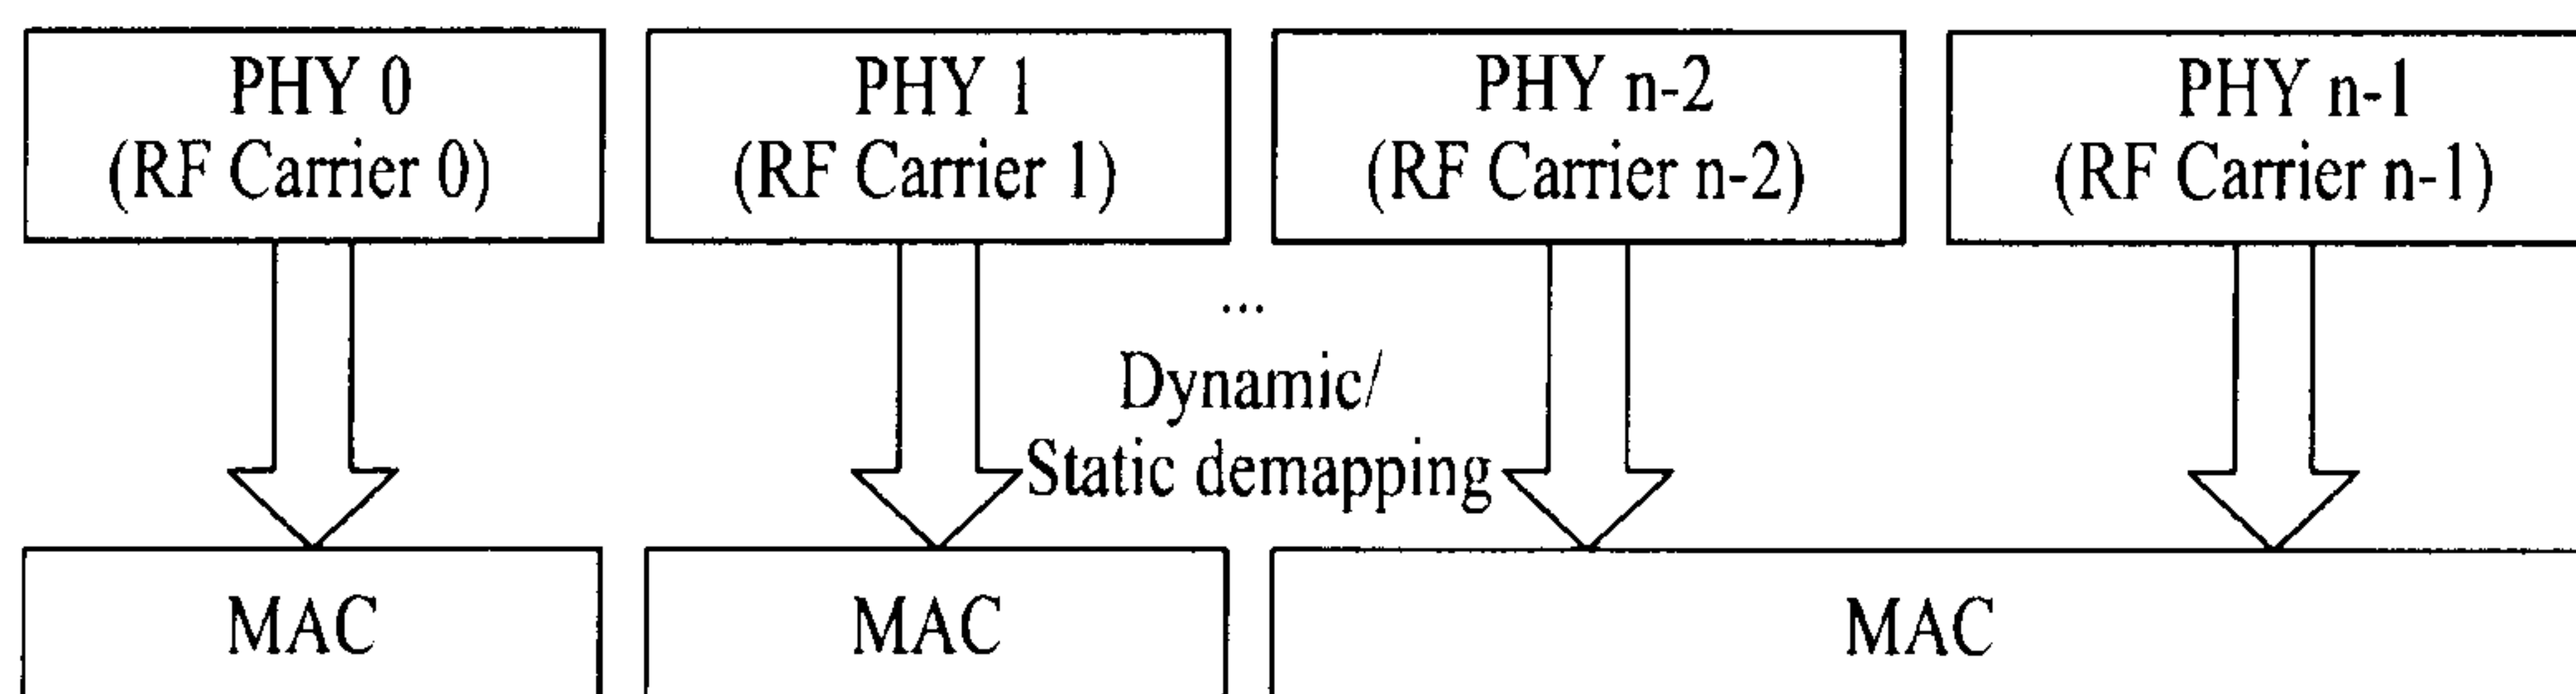 PHY 0
(RF Carrier 0)
PHY 1
(RF Carrier 1)
PHY n-2
(RF Carrier n-2)
PHY n-1
(RF Carrier n-1)
...
Dynamic/
Static demapping
MAC
MAC
MAC